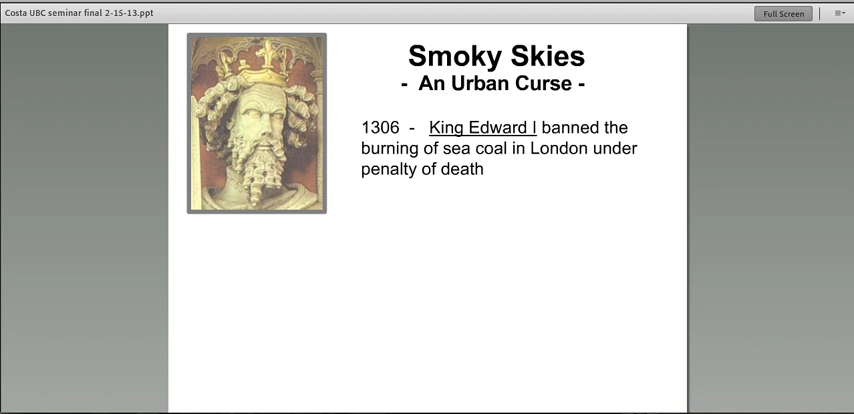 Costa UBC seminar final 2-15-13.ppt
Full Screen
Smoky Skies
- An Urban Curse -
1306 - King Edward I banned the
burning of sea coal in London under
penalty of death